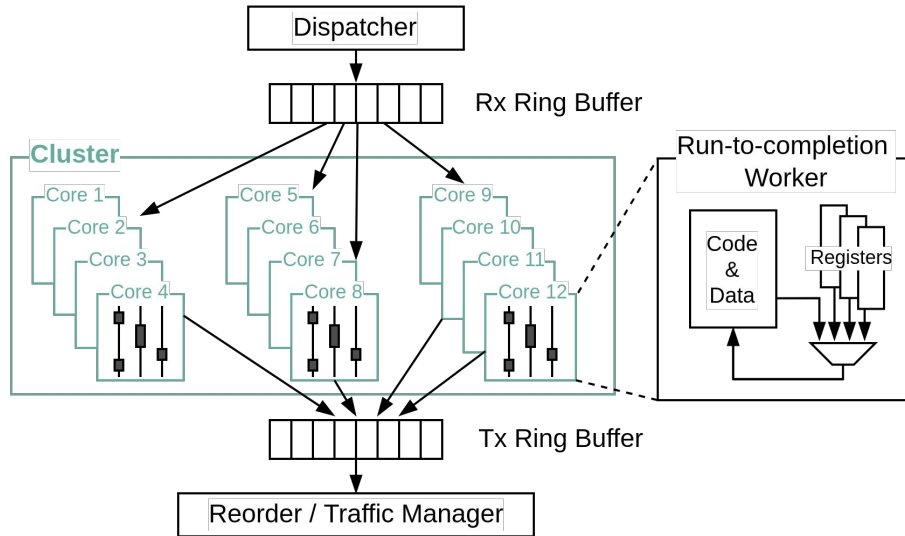 Dispatcher
Rx Ring Buffer
Cluster
Core 1
Core 2
Core 3
Core 4
Core 5
Core 6
Core 7
Core 8
Core 9
Core 10
Core 11
Core 12
Run-to-completion
Worker
Code
&
Data
Registers
Tx Ring Buffer
Reorder / Traffic Manager